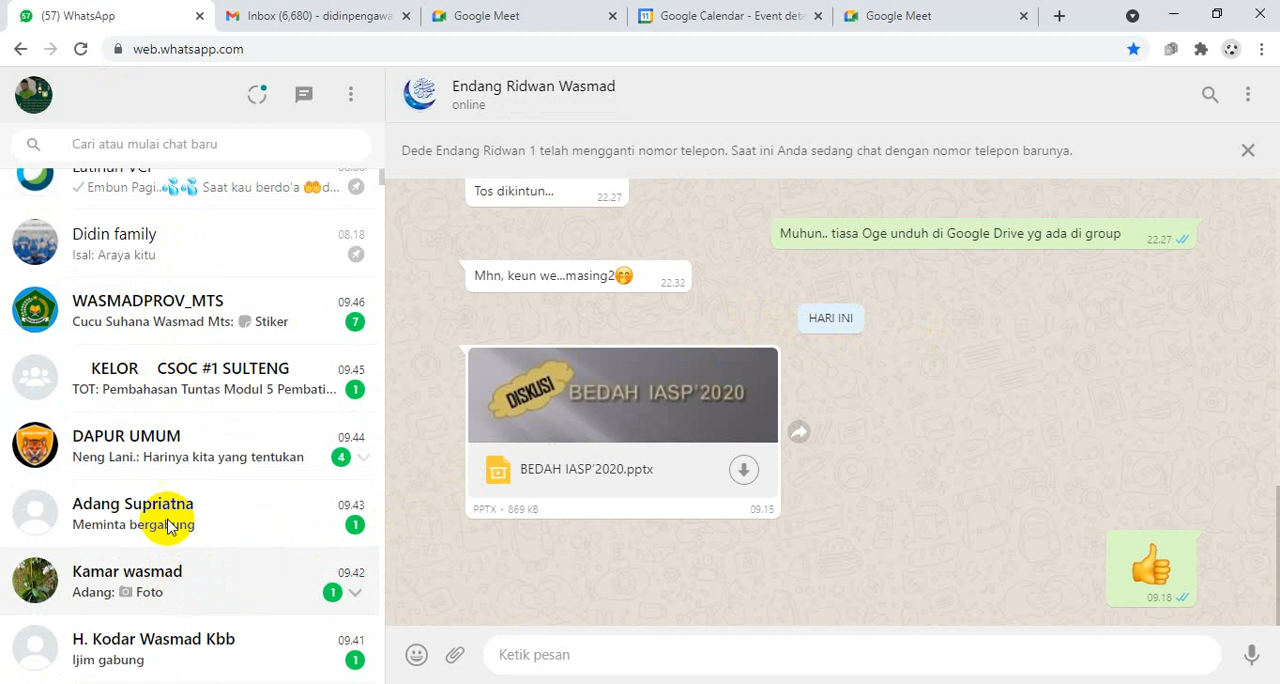 (57) WhatsApp
Inbox (6,680) - didinpengawa
Google Meet
Google Calendar - Event deta
Google Meet
web.whatsapp.com
Cari atau mulai chat baru
Embun Pagi..💦💦 Saat kau berdo'a 🤲d...
Didin family
08.18
Isal: Araya kitu
WASMADPROV_MTS
09.46
Cucu Suhana Wasmad Mts: Stiker
7
KELOR CSOC #1 SULTENG
09.45
TOT: Pembahasan Tuntas Modul 5 Pembati...
1
DAPUR UMUM
09.44
Neng Lani.: Harinya kita yang tentukan
4
Adang Supriatna
09.43
Meminta bergabung
1
Kamar wasmad
09.42
Adang: Foto
1
H. Kodar Wasmad Kbb
09.41
Ijim gabung
1
Endang Ridwan Wasmad
online
Dede Endang Ridwan 1 telah mengganti nomor telepon. Saat ini Anda sedang chat dengan nomor telepon barunya.
Tos dikintun...
22.27
Muhun.. tiasa Oge unduh di Google Drive yg ada di group
22.27
Mhn, keun we...masing2🤭
22.32
HARI INI
DISKUSI BEDAH IASP'2020
BEDAH IASP'2020.pptx
PPTX • 869 kB
09.15
👍
09.18
Ketik pesan